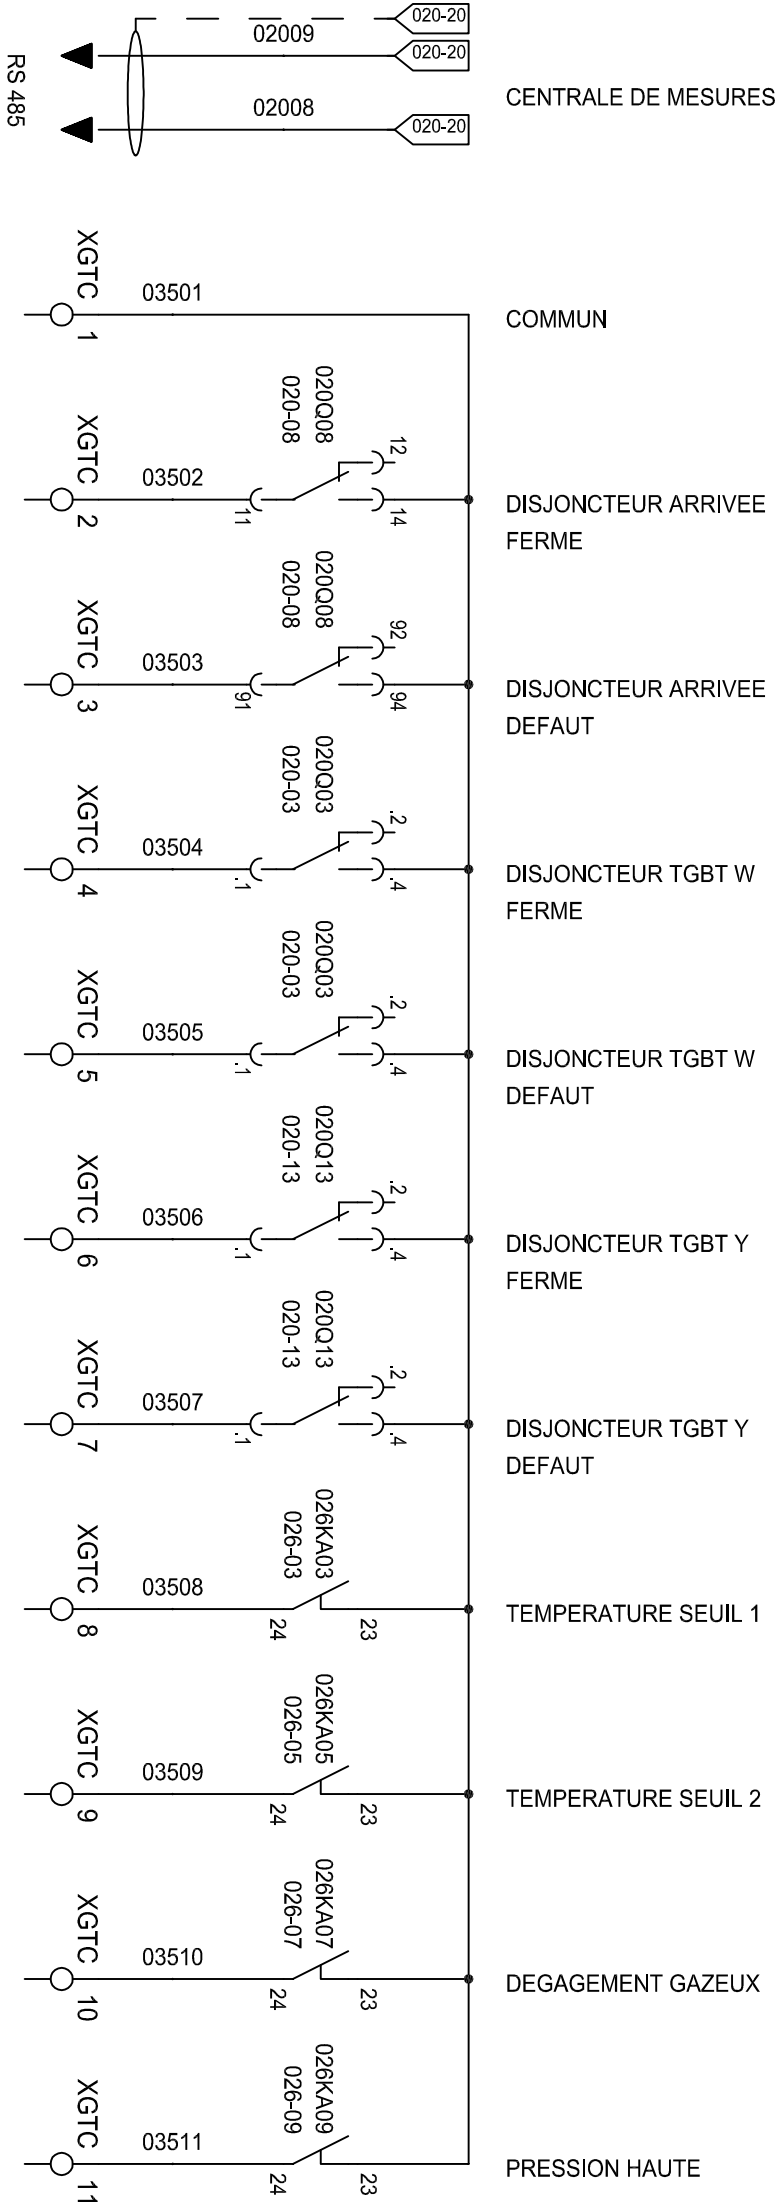 020-20
02009
020-20
CENTRALE DE MESURES
02008
020-20
RS 485
XGTC
1
03501
COMMUN
XGTC
2
03502
020Q08
020-08
12
11
14
DISJONCTEUR ARRIVEE
FERME
XGTC
3
03503
020Q08
020-08
92
91
94
DISJONCTEUR ARRIVEE
DEFAUT
XGTC
4
03504
020Q03
020-03
.2
.1
.4
DISJONCTEUR TGBT W
FERME
XGTC
5
03505
020Q03
020-03
.2
.1
.4
DISJONCTEUR TGBT W
DEFAUT
XGTC
6
03506
020Q13
020-13
.2
.1
.4
DISJONCTEUR TGBT Y
FERME
XGTC
7
03507
020Q13
020-13
.2
.1
.4
DISJONCTEUR TGBT Y
DEFAUT
XGTC
8
03508
026KA03
026-03
24
23
TEMPERATURE SEUIL 1
XGTC
9
03509
026KA05
026-05
24
23
TEMPERATURE SEUIL 2
XGTC
10
03510
026KA07
026-07
24
23
DEGAGEMENT GAZEUX
XGTC
11
03511
026KA09
026-09
24
23
PRESSION HAUTE